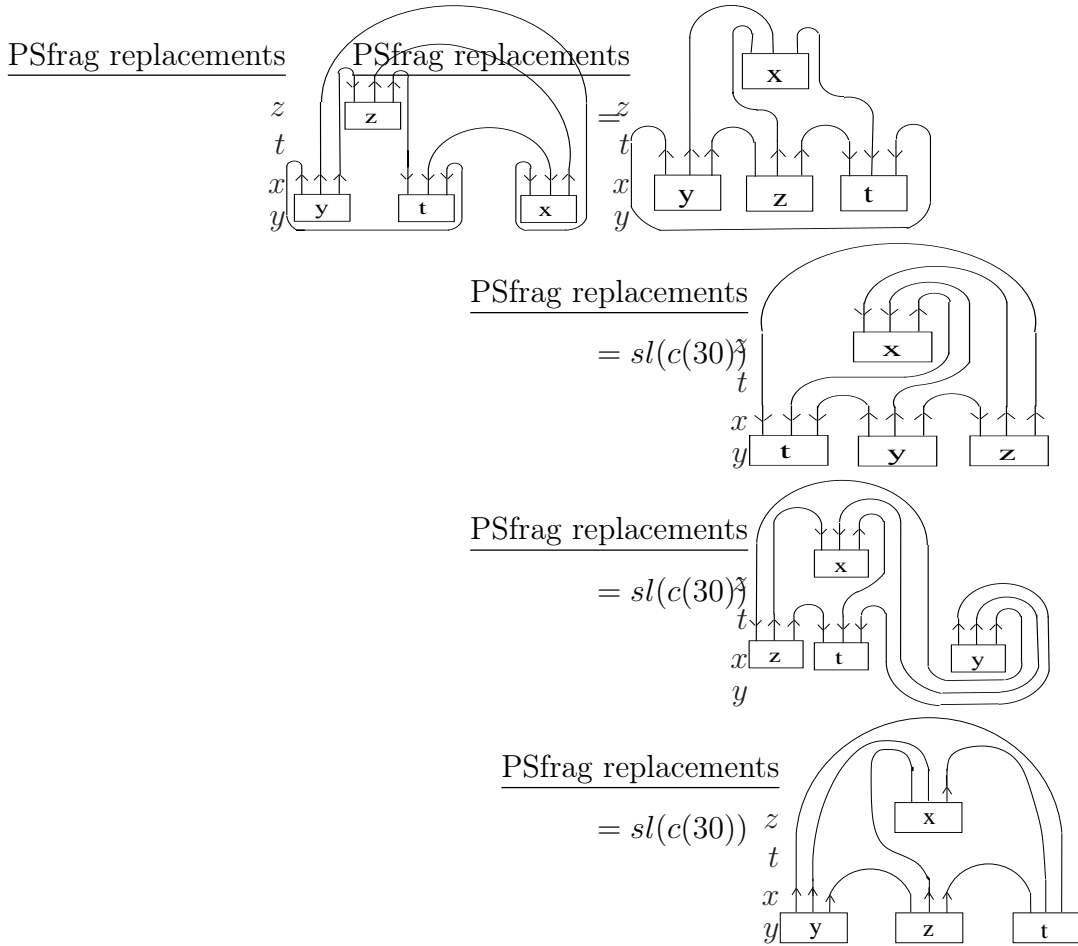 PSfrag replacements PSfrag replacements
x
z
z = z
t t
x x
y t x y z t
y y
PSfrag replacements
x
= sl(c(30)) z
t
x
y t y z
PSfrag replacements
x
= sl(c(30)) z
t
x z t y
y
PSfrag replacements
x
= sl(c(30)) z
t
x
y y z t